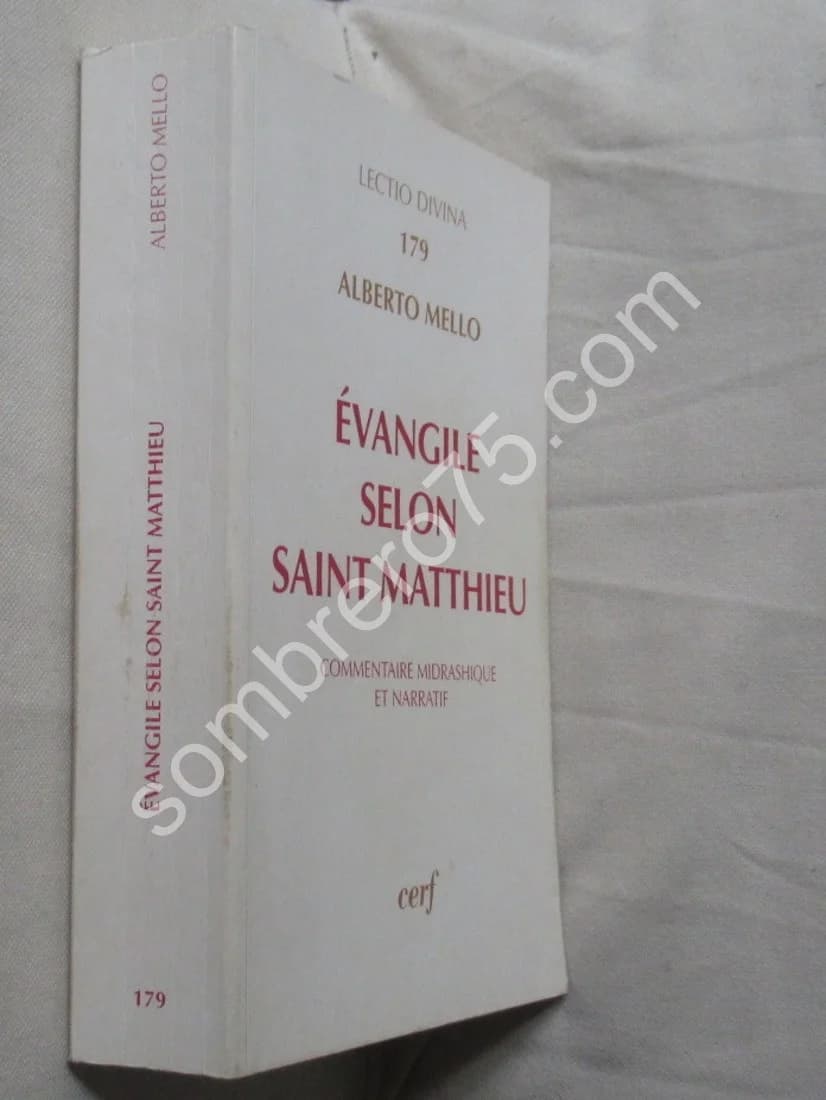 ALBERTO MELLO
ÉVANGILE SELON SAINT MATTHIEU
179
LECTIO DIVINA
179
ALBERTO MELLO
ÉVANGILE
SELON
SAINT MATTHIEU
COMMENTAIRE MIDRASHIQUE
ET NARRATIF
cerf
sombrero75.com